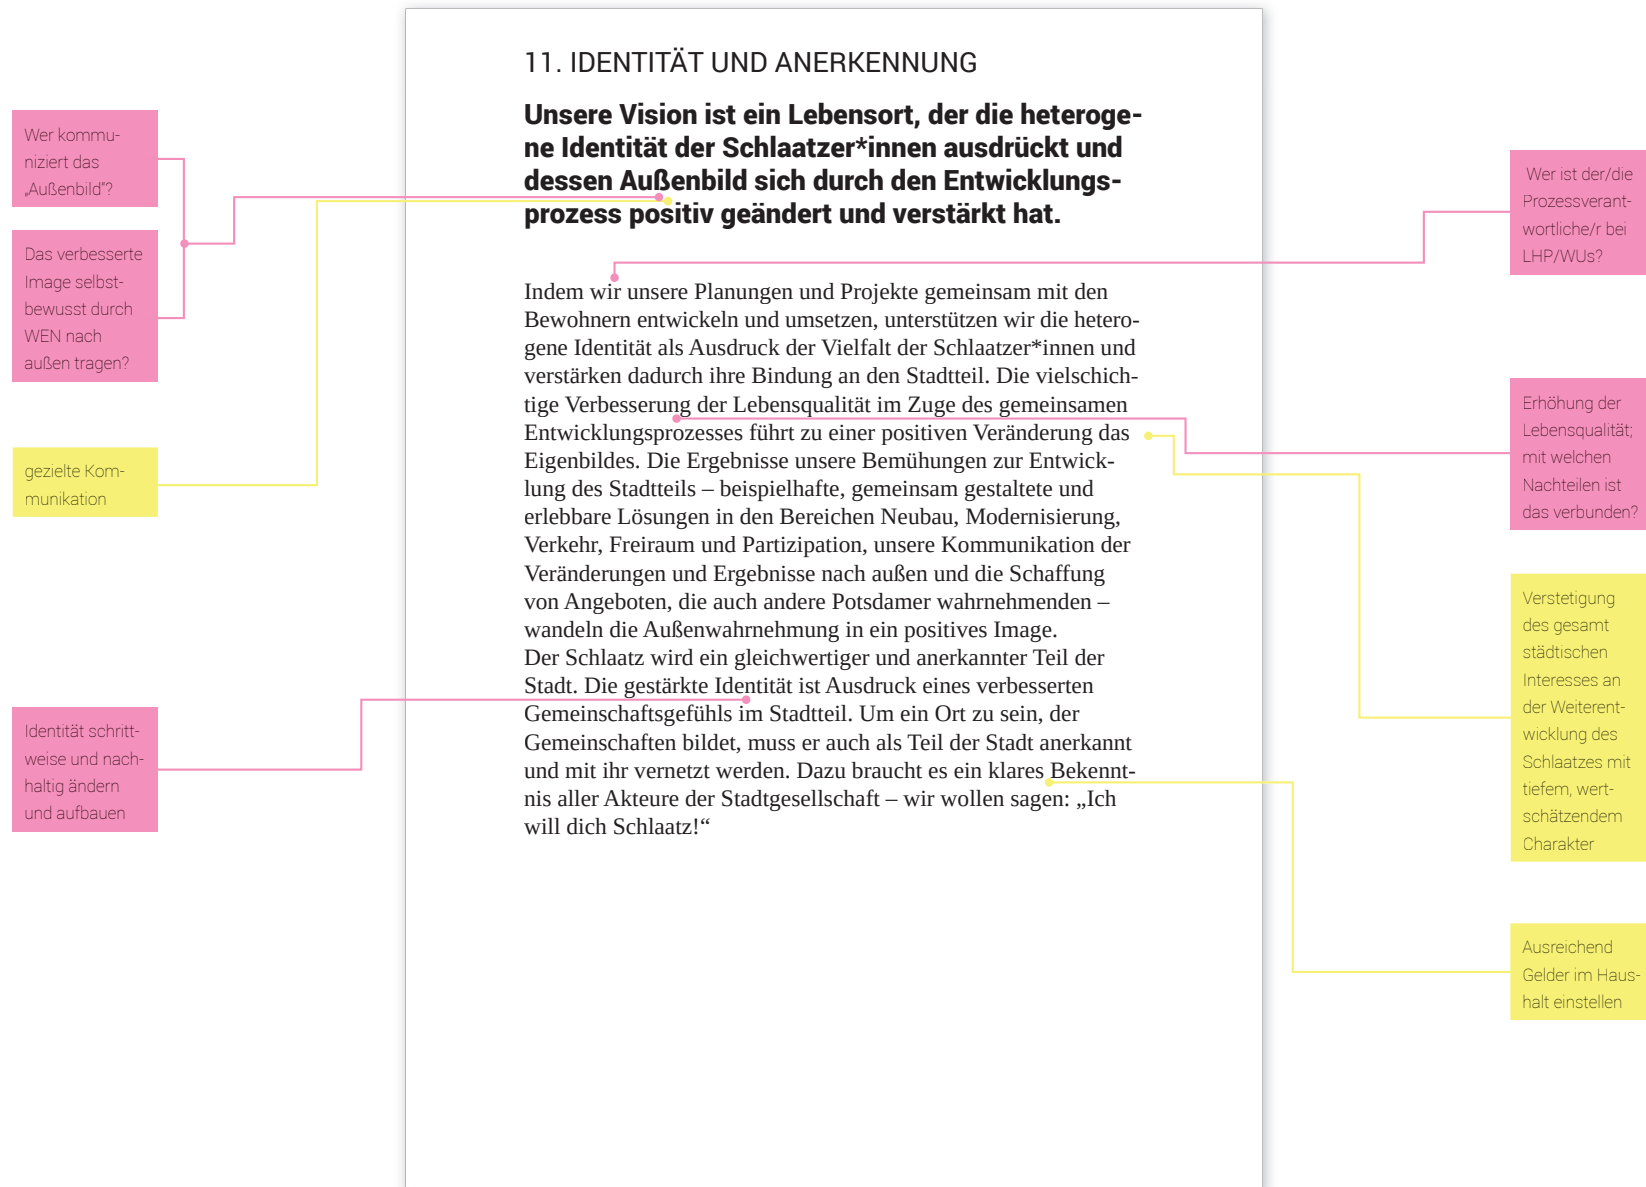 11. IDENTITÄT UND ANERKENNUNG
Unsere Vision ist ein Lebensort, der die heteroge-
ne Identität der Schlaatzer*innen ausdrückt und
dessen Außenbild sich durch den Entwicklungs-
prozess positiv geändert und verstärkt hat.
Indem wir unsere Planungen und Projekte gemeinsam mit den
Bewohnern entwickeln und umsetzen, unterstützen wir die hetero-
gene Identität als Ausdruck der Vielfalt der Schlaatzer*innen und
verstärken dadurch ihre Bindung an den Stadtteil. Die vielschich-
tige Verbesserung der Lebensqualität im Zuge des gemeinsamen
Entwicklungsprozesses führt zu einer positiven Veränderung das
Eigenbildes. Die Ergebnisse unsere Bemühungen zur Entwick-
lung des Stadtteils – beispielhafte, gemeinsam gestaltete und
erlebbare Lösungen in den Bereichen Neubau, Modernisierung,
Verkehr, Freiraum und Partizipation, unsere Kommunikation der
Veränderungen und Ergebnisse nach außen und die Schaffung
von Angeboten, die auch andere Potsdamer wahrnehmenden –
wandeln die Außenwahrnehmung in ein positives Image.
Der Schlaatz wird ein gleichwertiger und anerkannter Teil der
Stadt. Die gestärkte Identität ist Ausdruck eines verbesserten
Gemeinschaftsgefühls im Stadtteil. Um ein Ort zu sein, der
Gemeinschaften bildet, muss er auch als Teil der Stadt anerkannt
und mit ihr vernetzt werden. Dazu braucht es ein klares Bekennt-
nis aller Akteure der Stadtgesellschaft – wir wollen sagen: „Ich
will dich Schlaatz!“
Wer kommu-
niziert das
„Außenbild“?
Das verbesserte
Image selbst-
bewusst durch
WEN nach
außen tragen?
gezielte Kom-
munikation
Identität schritt-
weise und nach-
haltig ändern
und aufbauen
Wer ist der/die
Prozessverant-
wortliche/r bei
LHP/WUs?
Erhöhung der
Lebensqualität;
mit welchen
Nachteilen ist
das verbunden?
Verstetigung
des gesamt
städtischen
Interesses an
der Weiterent-
wicklung des
Schlaatzes mit
tiefem, wert-
schätzendem
Charakter
Ausreichend
Gelder im Haus-
halt einstellen